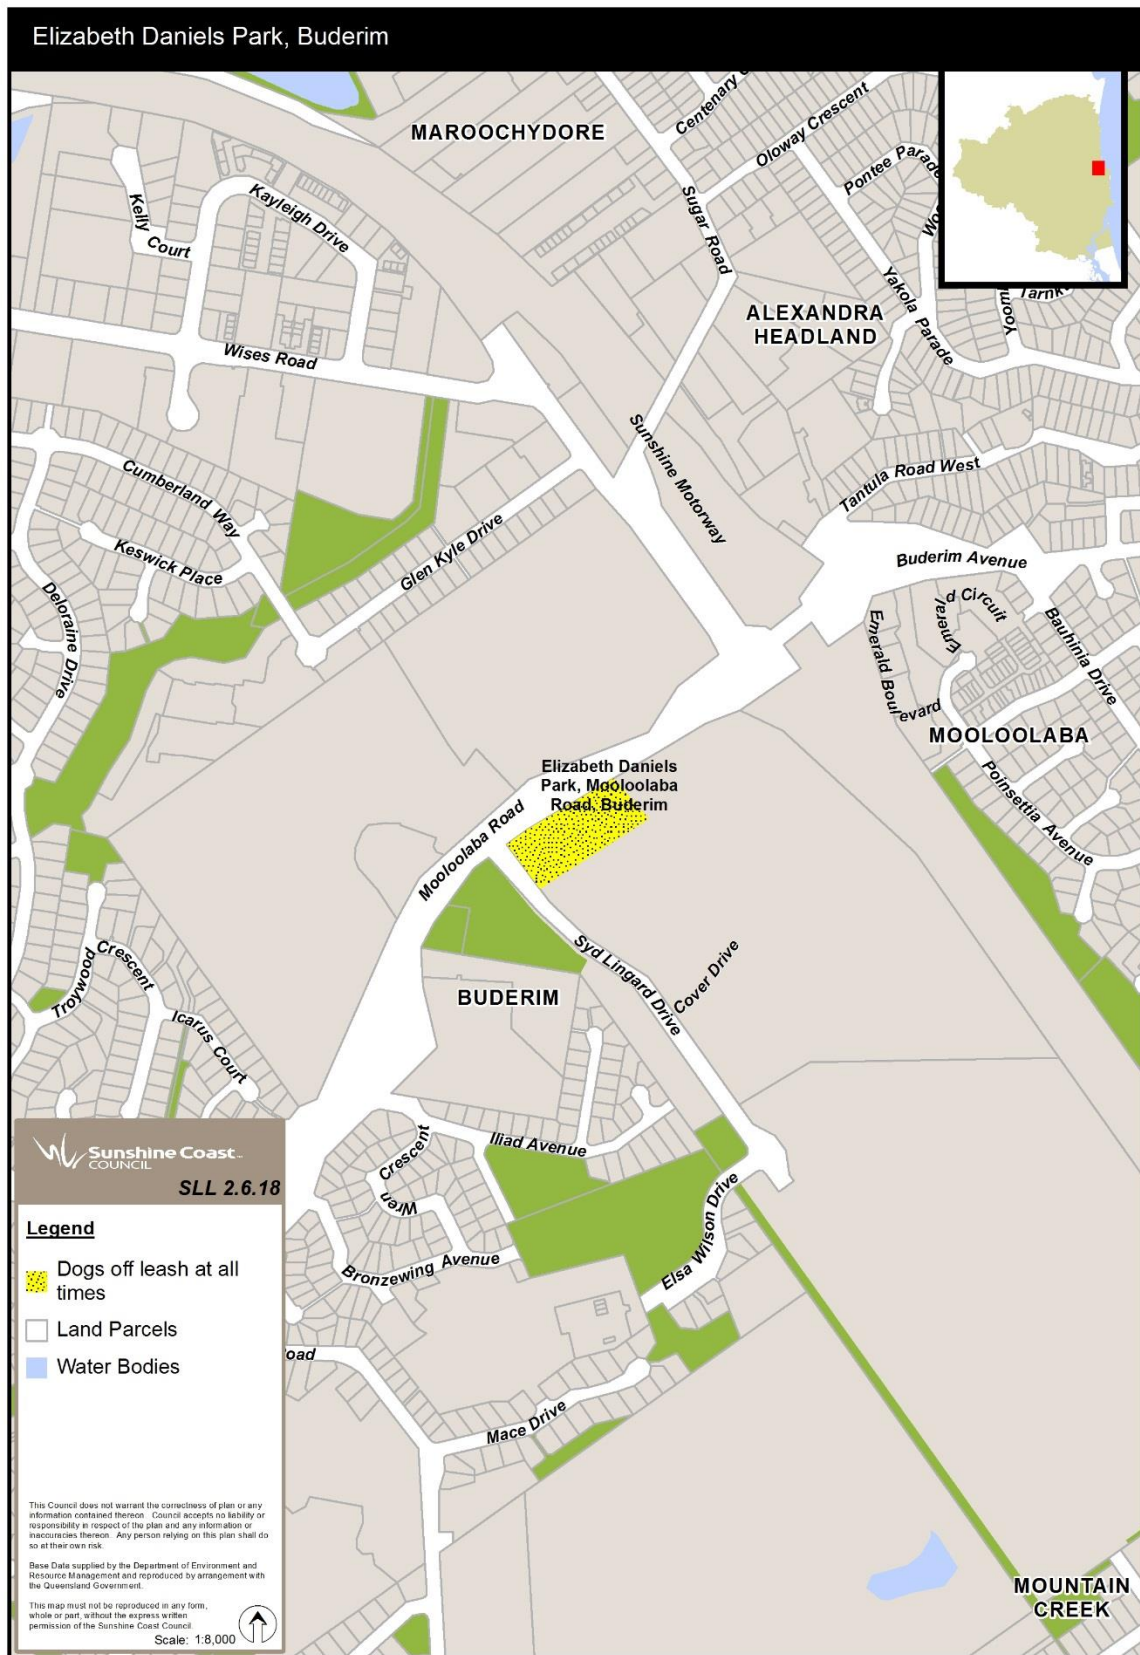 Elizabeth Daniels Park, Buderim
MAROOCHYDORE
Centenary
Oloway Crescent
Pontee Parade
Kelly
Court
Kayleigh Drive
Sugar Road
Yakola Parade
ALEXANDRA
HEADLAND
Wises Road
Sunshine Motorway
Cumberland Way
Tantula Road West
Keswick Place
Glen Kyle Drive
Buderim Avenue
Deloraine Drive
Emerald Circuit
Bauhinia Drive
Emerald Boulevard
MOOLOOLABA
Elizabeth Daniels
Park, Mooloolaba
Road, Buderim
Poinsettia Avenue
Mooloolaba Road
Syd Lingard Drive
Cover Drive
BUDERIM
Troywood
Crescent
Icarus Court
Iliad Avenue
Wren
Crescent
Elsa Wilson Drive
Bronzewing Avenue
oad
Mace Drive
MOUNTAIN
CREEK
Sunshine Coast
COUNCIL
SLL 2.6.18
Legend
Dogs off leash at all
times
Land Parcels
Water Bodies
This Council does not warrant the correctness of plan or any
information contained thereon. Council accepts no liability or
responsibility in respect of the plan and any information or
inaccuracies thereon. Any person relying on this plan shall do
so at their own risk.
Base Data supplied by the Department of Environment and
Resource Management and reproduced by arrangement with
the Queensland Government.
This map must not be reproduced in any form,
whole or part, without the express written
permission of the Sunshine Coast Council.
Scale: 1:8,000